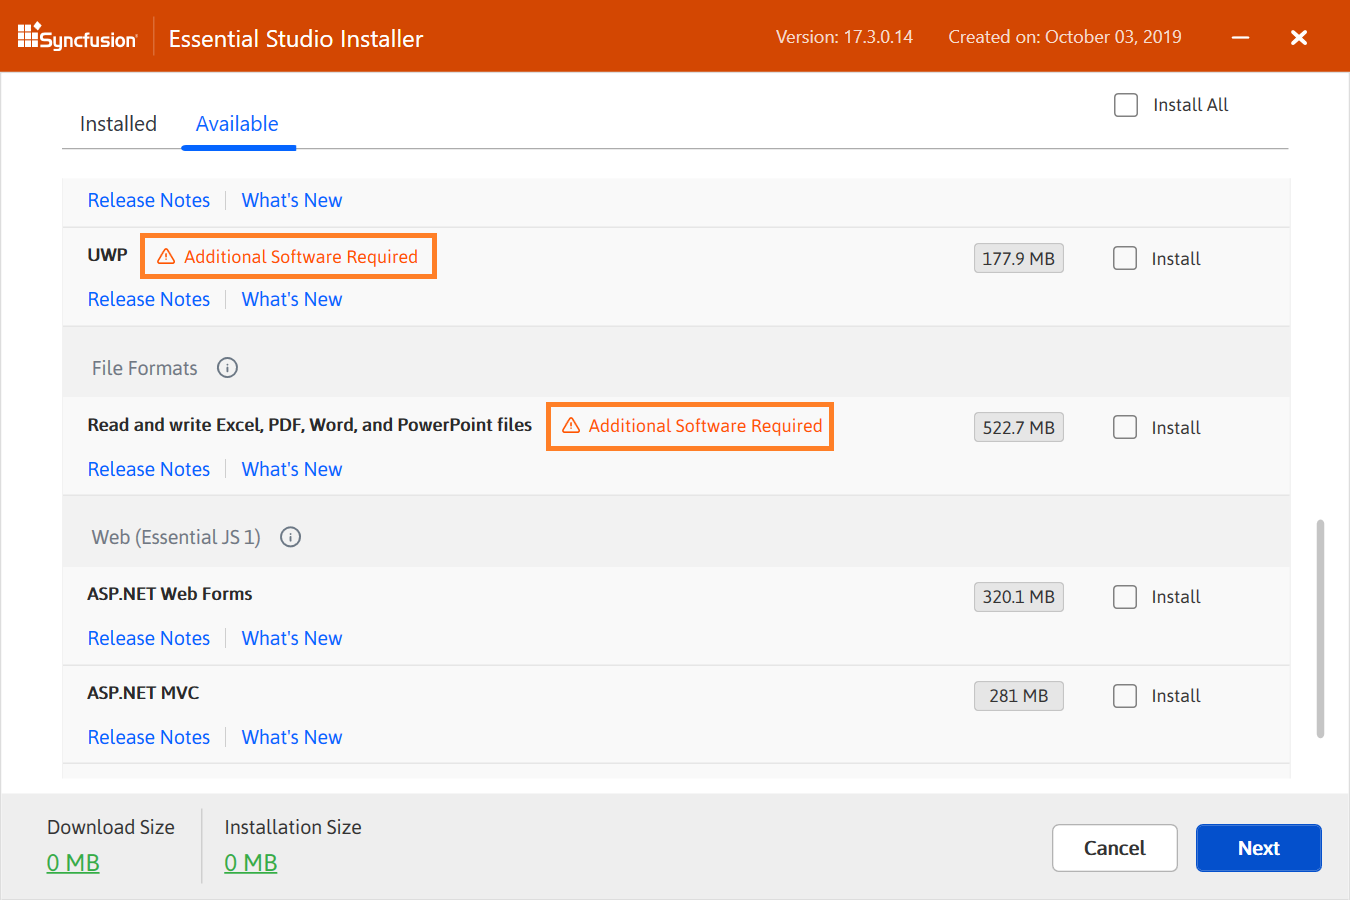 Syncfusion Essential Studio Installer Version: 17.3.0.14 Created on: October 03, 2019
Install All
Installed Available
Release Notes What's New
UWP Additional Software Required 177.9 MB Install
Release Notes What's New
File Formats
Read and write Excel, PDF, Word, and PowerPoint files Additional Software Required 522.7 MB Install
Release Notes What's New
Web (Essential JS 1)
ASP.NET Web Forms 320.1 MB Install
Release Notes What's New
ASP.NET MVC 281 MB Install
Release Notes What's New
Download Size Installation Size
0 MB 0 MB
Cancel Next